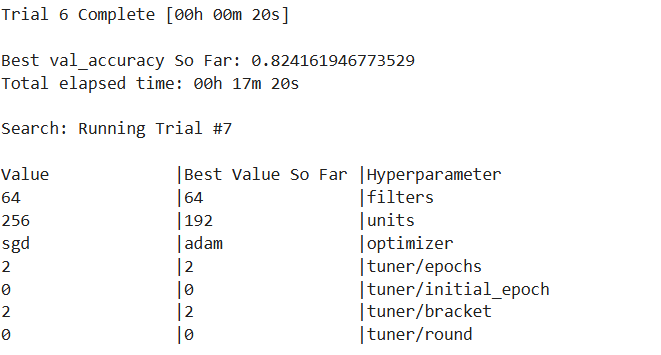 Trial 6 Complete [00h 00m 20s]
Best val_accuracy So Far: 0.824161946773529
Total elapsed time: 00h 17m 20s
Search: Running Trial #7
Value |Best Value So Far |Hyperparameter
64 |64 |filters
256 |192 |units
sgd |adam |optimizer
2 |2 |tuner/epochs
0 |0 |tuner/initial_epoch
2 |2 |tuner/bracket
0 |0 |tuner/round